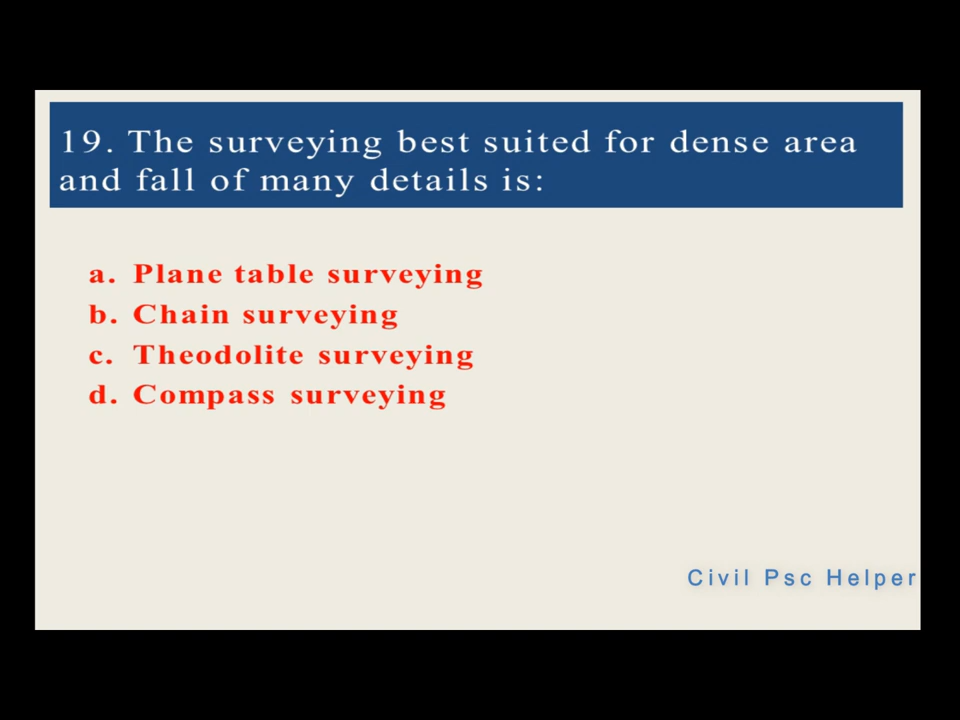 19. The surveying best suited for dense area
and fall of many details is:
a. Plane table surveying
b. Chain surveying
c. Theodolite surveying
d. Compass surveying
Civil Psc Helper